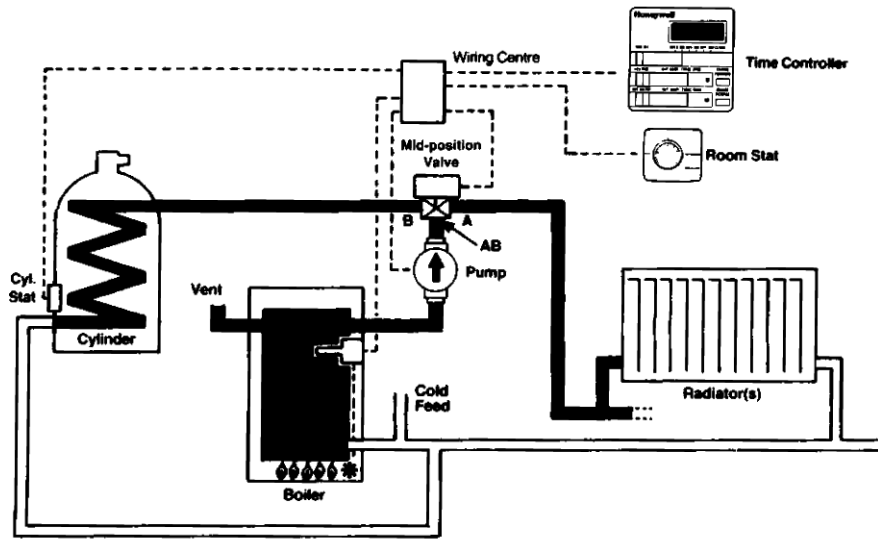 Honeywell
Wiring Centre
Time Controller
Mid-position
Valve
Room Stat
B
A
AB
Pump
Cyl.
Stat
Vent
Cylinder
Cold
Feed
Radiator(s)
Boiler